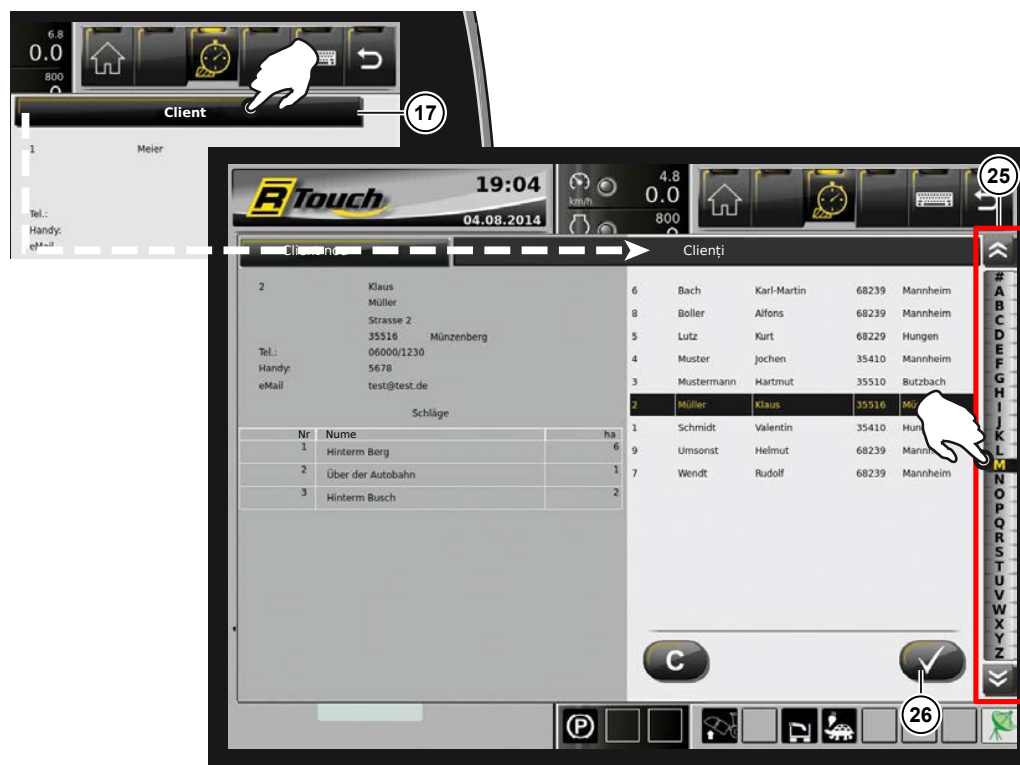 6.8
0.0
800
Client
17
1 Meier
Tel.:
Handy:
eMail
R Touch
19:04
04.08.2014
km/h
4.8
0.0
800
25
Client nou
Clienți
2 Klaus
Müller
Strasse 2
35516 Münzenberg
Tel.: 06000/1230
Handy: 5678
eMail test@test.de
Schläge
Nr Nume ha
1 Hinterm Berg 6
2 Über der Autobahn 1
3 Hinterm Busch 2
6 Bach Karl-Martin 68239 Mannheim
8 Boller Alfons 68239 Mannheim
5 Lutz Kurt 68229 Hungen
4 Muster Jochen 35410 Mannheim
3 Mustermann Hartmut 35510 Butzbach
2 Müller Klaus 35516
1 Schmidt Valentin 35410
9 Umsonst Helmut 68239
7 Wendt Rudolf 68239 Mannheim
#
A
B
C
D
E
F
G
H
I
J
K
L
M
N
O
P
Q
R
S
T
U
V
W
X
Y
Z
C
26
P